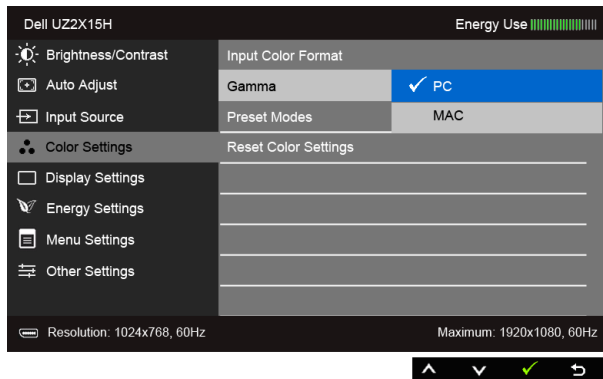 Dell UZ2X15H Energy Use
Brightness/Contrast Input Color Format
Auto Adjust Gamma PC
Input Source Preset Modes MAC
Color Settings Reset Color Settings
Display Settings
Energy Settings
Menu Settings
Other Settings
Resolution: 1024x768, 60Hz Maximum: 1920x1080, 60Hz